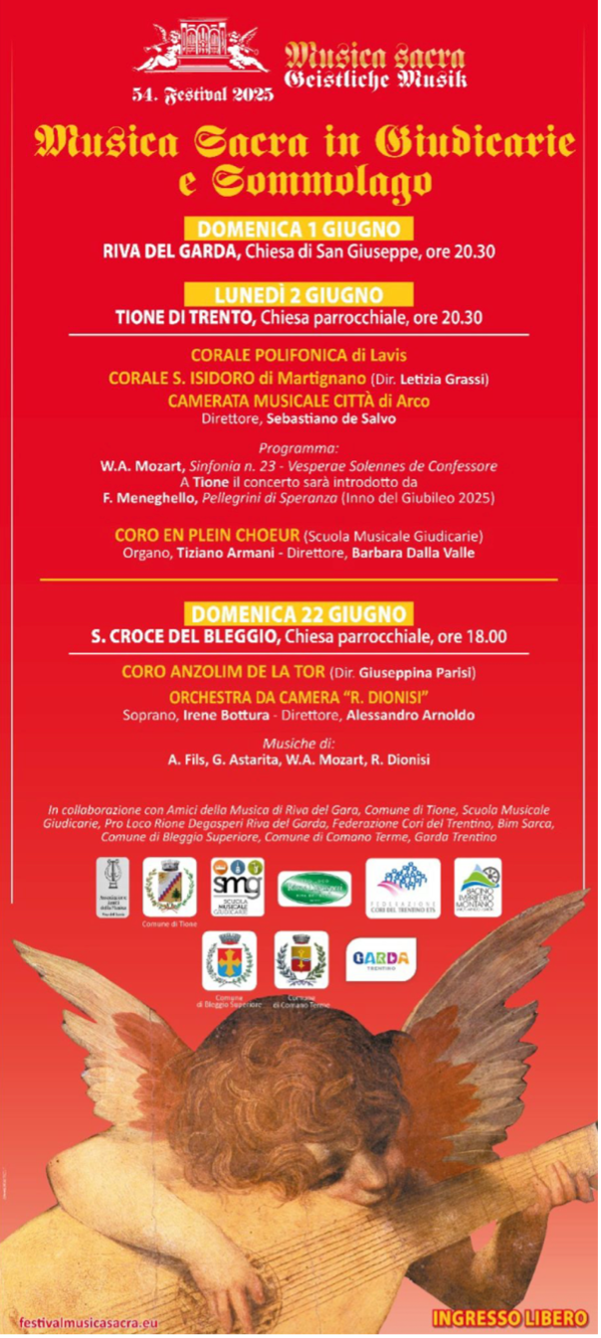 54. Festival 2025
Musica sacra
Geistliche Musik
Musica Sacra in Giudicarie
e Sommolago
DOMENICA 1 GIUGNO
RIVA DEL GARDA, Chiesa di San Giuseppe, ore 20.30
LUNEDÌ 2 GIUGNO
TIONE DI TRENTO, Chiesa parrocchiale, ore 20.30
CORALE POLIFONICA di Lavis
CORALE S. ISIDORO di Martignano (Dir. Letizia Grassi)
CAMERATA MUSICALE CITTÀ di Arco
Direttore, Sebastiano de Salvo
Programma:
W.A. Mozart, Sinfonia n. 23 - Vesperae Solennes de Confessore
A Tione il concerto sarà introdotto da
F. Meneghello, Pellegrini di Speranza (Inno del Giubileo 2025)
CORO EN PLEIN CHOEUR (Scuola Musicale Giudicarie)
Organo, Tiziano Armani - Direttore, Barbara Dalla Valle
DOMENICA 22 GIUGNO
S. CROCE DEL BLEGGIO, Chiesa parrocchiale, ore 18.00
CORO ANZOLIM DE LA TOR (Dir. Giuseppina Parisi)
ORCHESTRA DA CAMERA “R. DIONISI”
Soprano, Irene Bottura - Direttore, Alessandro Arnoldo
Musiche di:
A. Fils, G. Astarita, W.A. Mozart, R. Dionisi
In collaborazione con Amici della Musica di Riva del Gara, Comune di Tione, Scuola Musicale
Giudicarie, Pro Loco Rione Degasperi Riva del Garda, Federazione Cori del Trentino, Bim Sarca,
Comune di Bleggio Superiore, Comune di Comano Terme, Garda Trentino
Comune di Tione
smg
SCUOLA
MUSICALE
GIUDICARIE
FEDERAZIONE
CORI DEL TRENTINO ETS
BACINO
IMBRIFERO
MONTANO
Comune
di Bleggio Superiore
Comune
di Comano Terme
GARDA
TRENTINO
festivalmusicasacra.eu
INGRESSO LIBERO